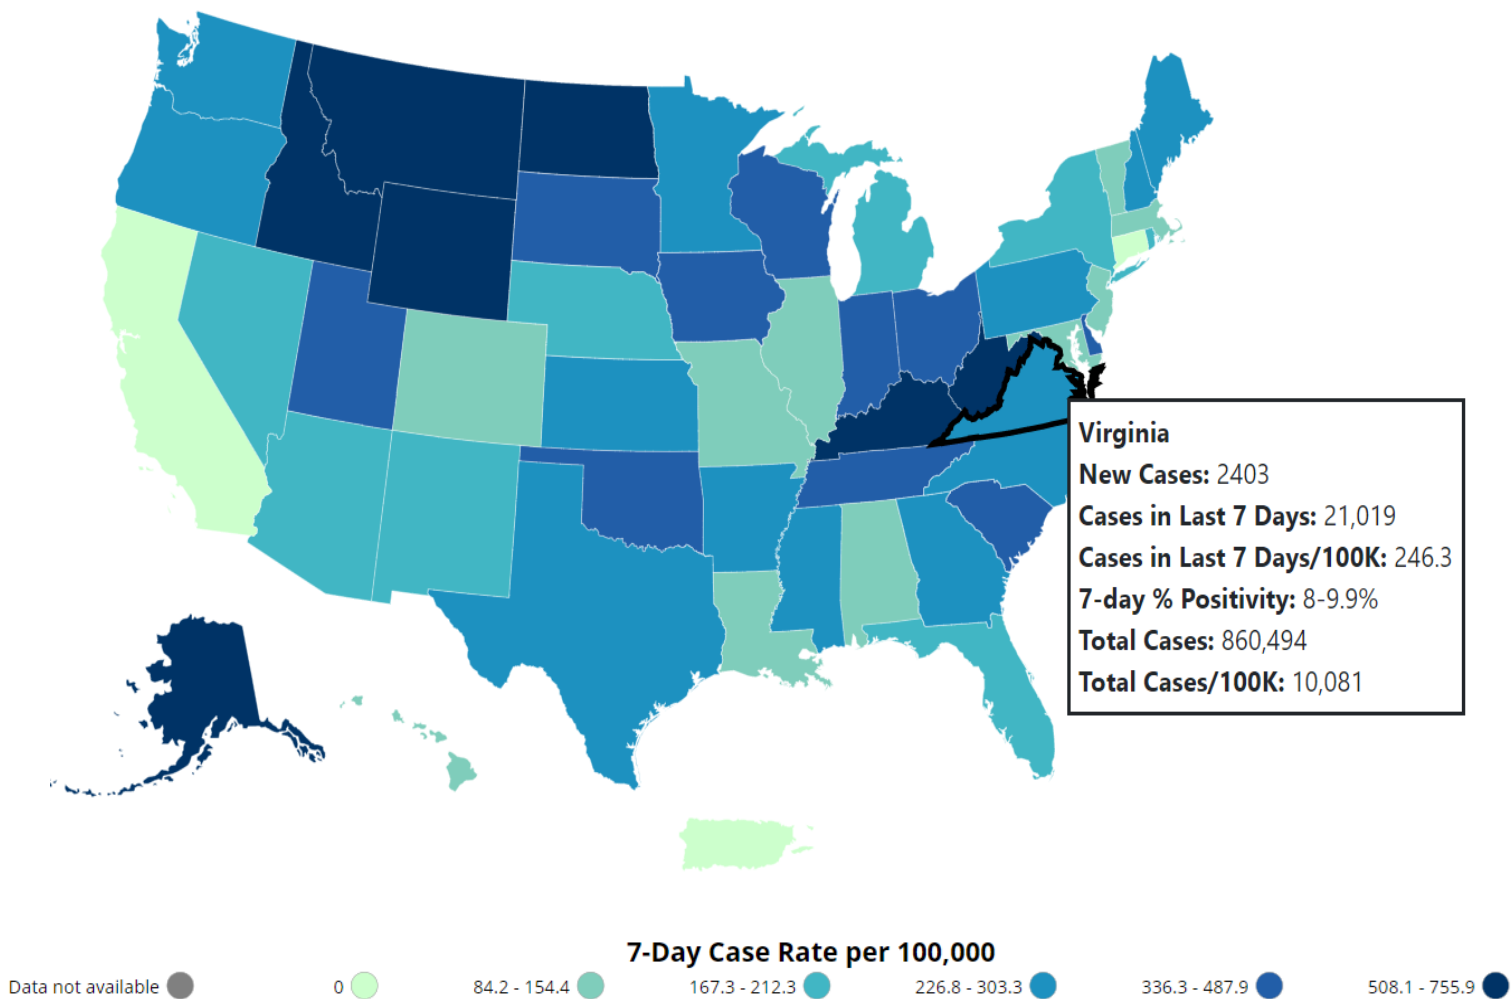 Virginia
New Cases: 2403
Cases in Last 7 Days: 21,019
Cases in Last 7 Days/100K: 246.3
7-day % Positivity: 8-9.9%
Total Cases: 860,494
Total Cases/100K: 10,081
7-Day Case Rate per 100,000
Data not available 0 84.2 - 154.4 167.3 - 212.3 226.8 - 303.3 336.3 - 487.9 508.1 - 755.9